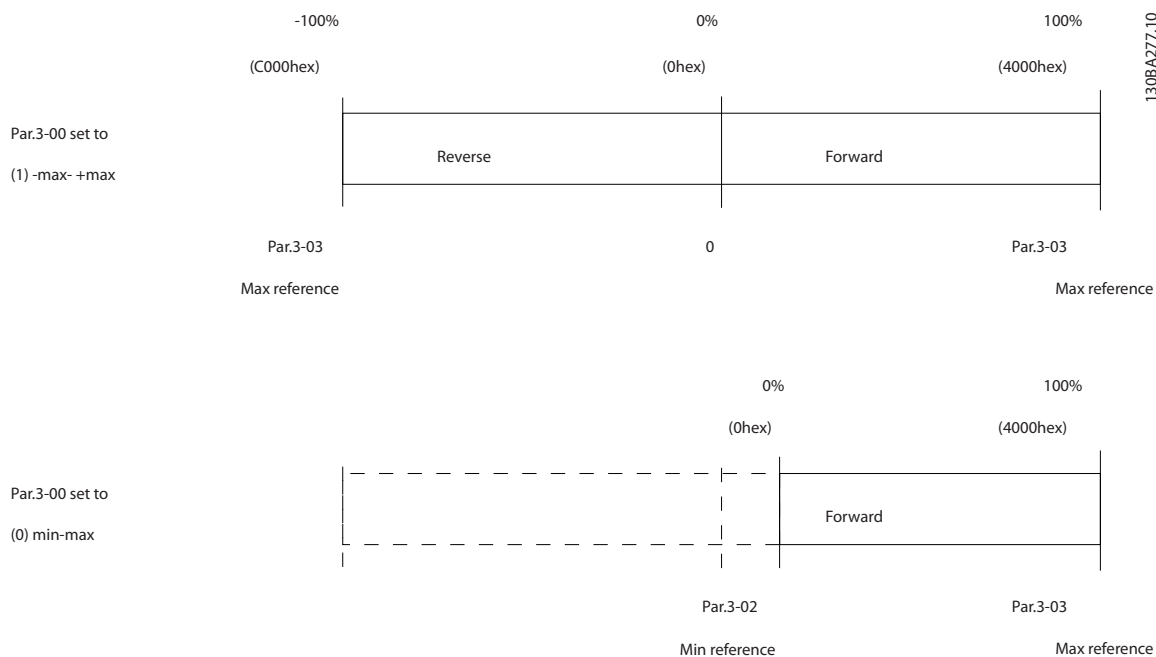 -100% 0% 100%
(C000hex) (0hex) (4000hex)
130BA277.10
Par.3-00 set to
(1) -max- +max
Reverse Forward
Par.3-03 0 Par.3-03
Max reference Max reference
0% 100%
(0hex) (4000hex)
Par.3-00 set to
(0) min-max
Forward
Par.3-02 Par.3-03
Min reference Max reference